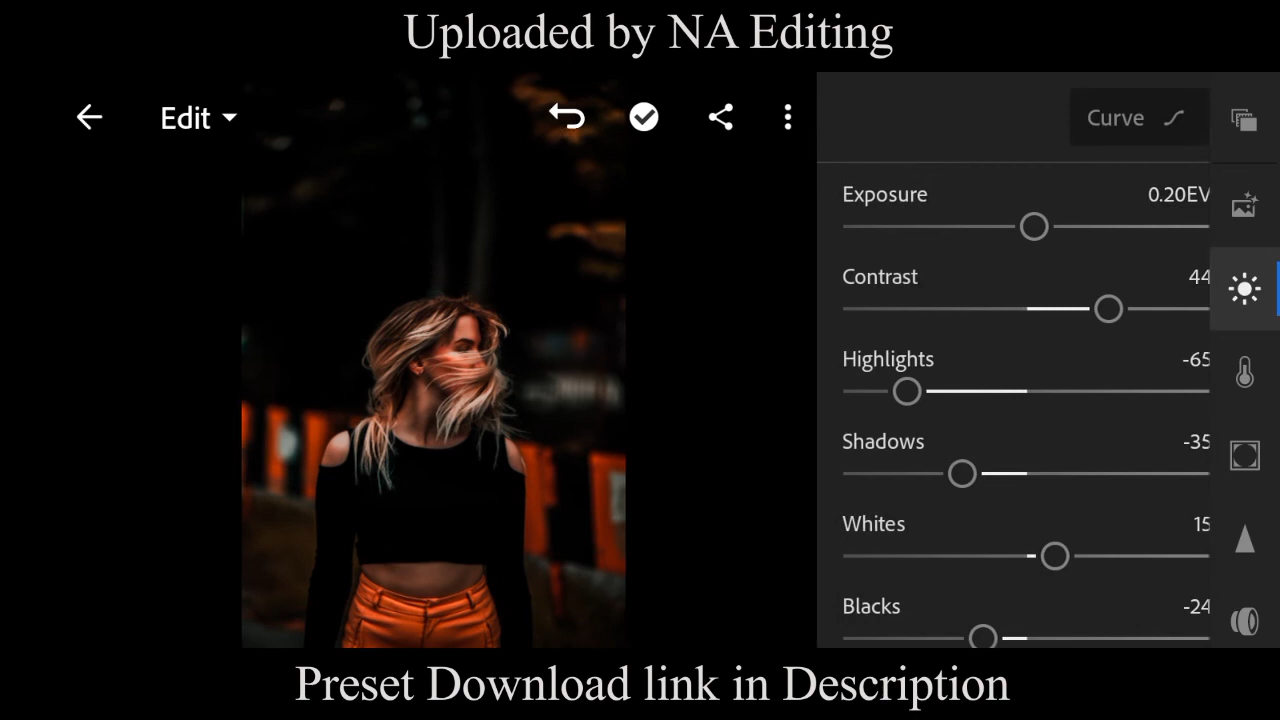 Uploaded by NA Editing
Edit
Curve
Exposure 0.20EV
Contrast 44
Highlights -65
Shadows -35
Whites 15
Blacks -24
Preset Download link in Description